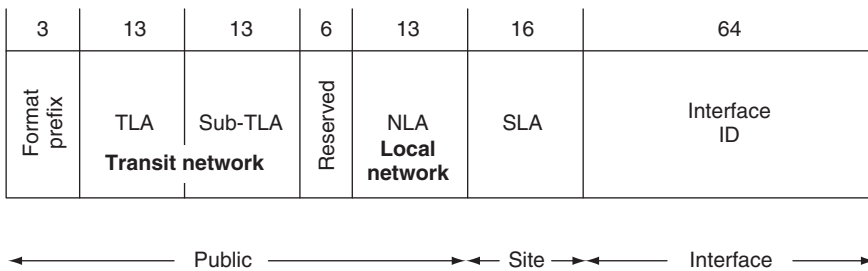 3 13 13 6 13 16 64
Format
prefix
TLA
Sub-TLA
Transit network
Reserved
NLA
Local
network
SLA
Interface
ID
Public
Site
Interface